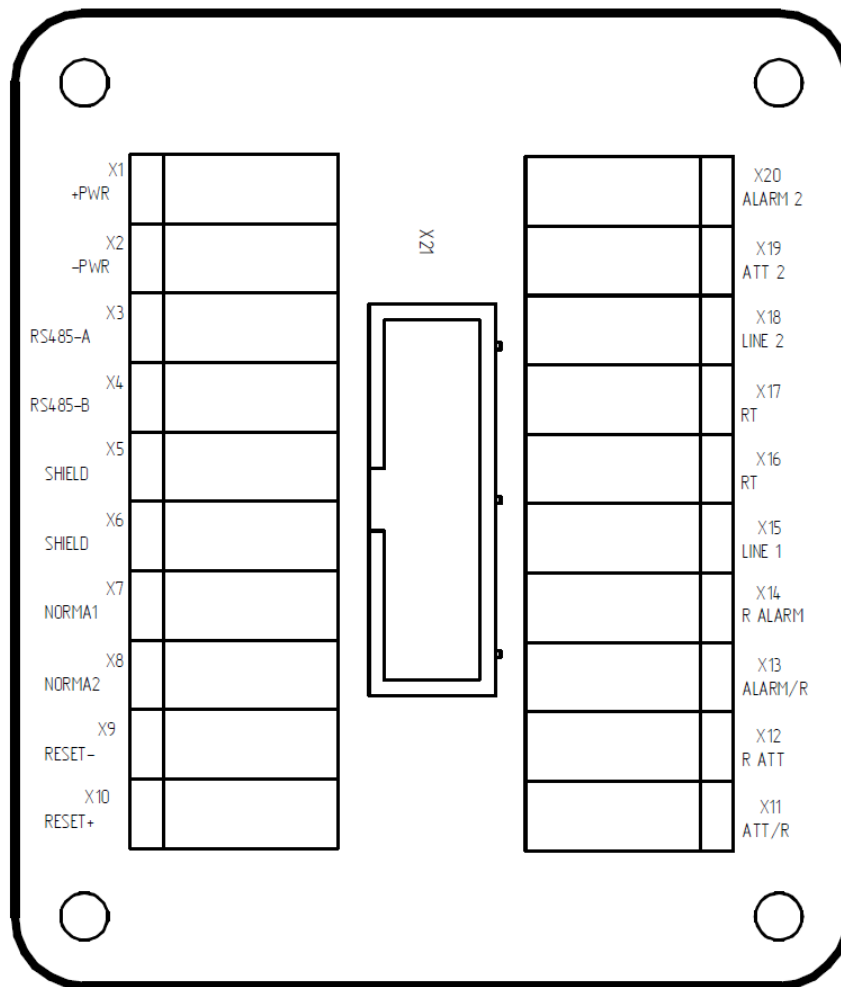 X1
+PWR
X2
-PWR
X3
RS485-A
X4
RS485-B
X5
SHIELD
X6
SHIELD
X7
NORMA1
X8
NORMA2
X9
RESET-
X10
RESET+
X21
X20
ALARM 2
X19
ATT 2
X18
LINE 2
X17
RT
X16
RT
X15
LINE 1
X14
R ALARM
X13
ALARM/R
X12
R ATT
X11
ATT/R